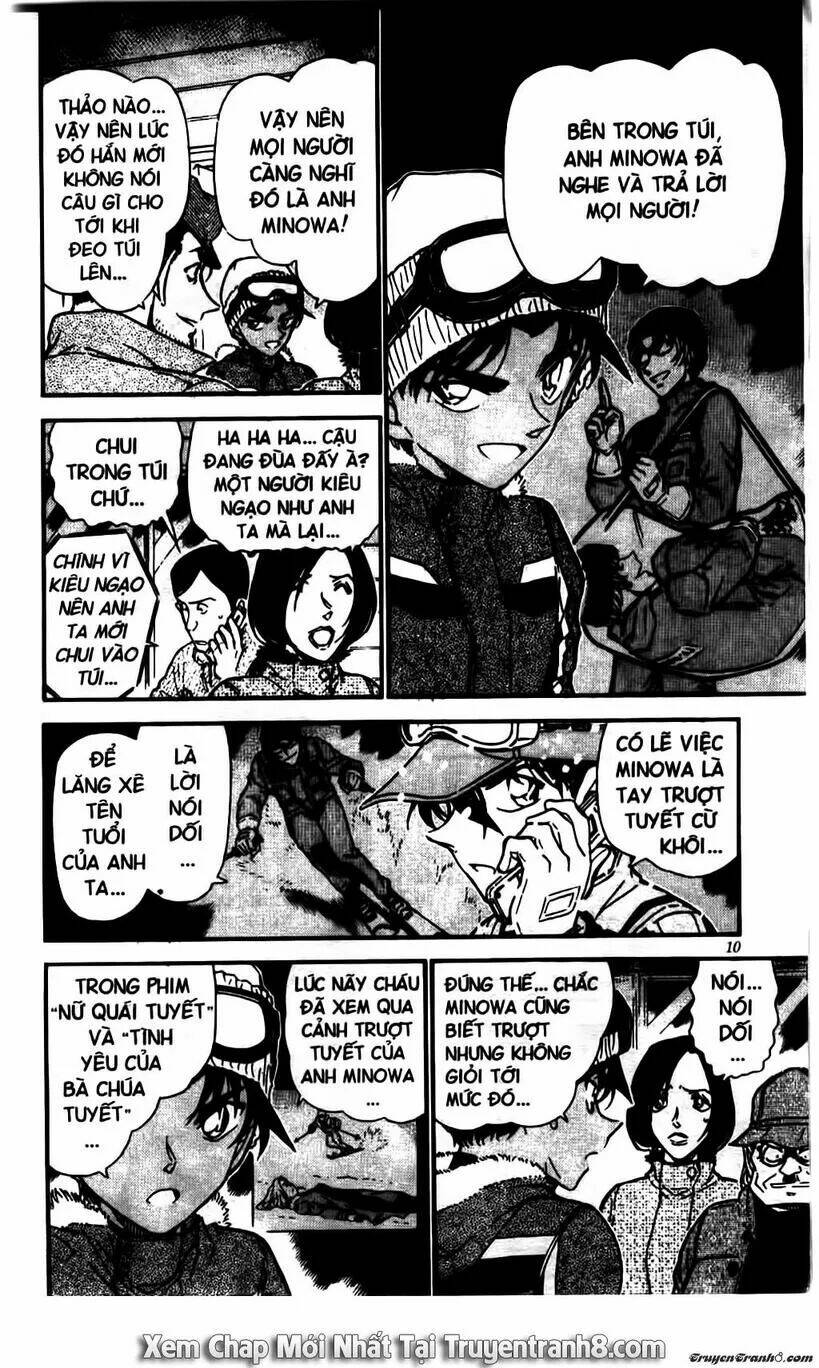 BÊN TRONG TÚI,
ANH MINOWA ĐÃ
NGHE VÀ TRẢ LỜI
MỌI NGƯỜI!
VẬY NÊN
MỌI NGƯỜI
CÀNG NGHĨ
ĐÓ LÀ ANH
MINOWA!
THẢO NÀO...
VẬY NÊN LÚC
ĐÓ HẮN MỚI
KHÔNG NÓI
CÂU GÌ CHO
TỚI KHI
ĐEO TÚI
LÊN...
HA HA HA... CẬU
ĐANG ĐÙA ĐẤY À?
MỘT NGƯỜI KIÊU
NGẠO NHƯ ANH
TA MÀ LẠI...
CHUI
TRONG TÚI
CHỨ...
CHÍNH VÌ
KIÊU NGẠO
NÊN ANH
TA MỚI
CHUI VÀO
TÚI...
CÓ LẼ VIỆC
MINOWA LÀ
TAY TRƯỢT
TUYẾT CỪ
KHÔI...
LÀ
LỜI
NÓI
DỐI
...
ĐỂ
LĂNG XÊ
TÊN
TUỔI
CỦA ANH
TA...
10
NÓI...
NÓI
DỐI
...
ĐÚNG THẾ... CHẮC
MINOWA CŨNG
BIẾT TRƯỢT
NHƯNG KHÔNG
GIỎI TỚI
MỨC ĐÓ...
LÚC NÃY CHÁU
ĐÃ XEM QUA
CẢNH TRƯỢT
TUYẾT CỦA
ANH MINOWA
...
TRONG PHIM
"NỮ QUÁI TUYẾT"
VÀ "TÌNH
YÊU CỦA
BÀ CHÚA
TUYẾT"
...
Xem Chap Mới Nhất Tại Truyentranh8.com
TruyenTranh8.com